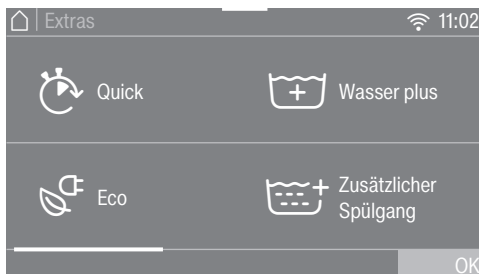 Extras 11:02
Quick
Wasser plus
Eco
Zusätzlicher
Spülgang
OK